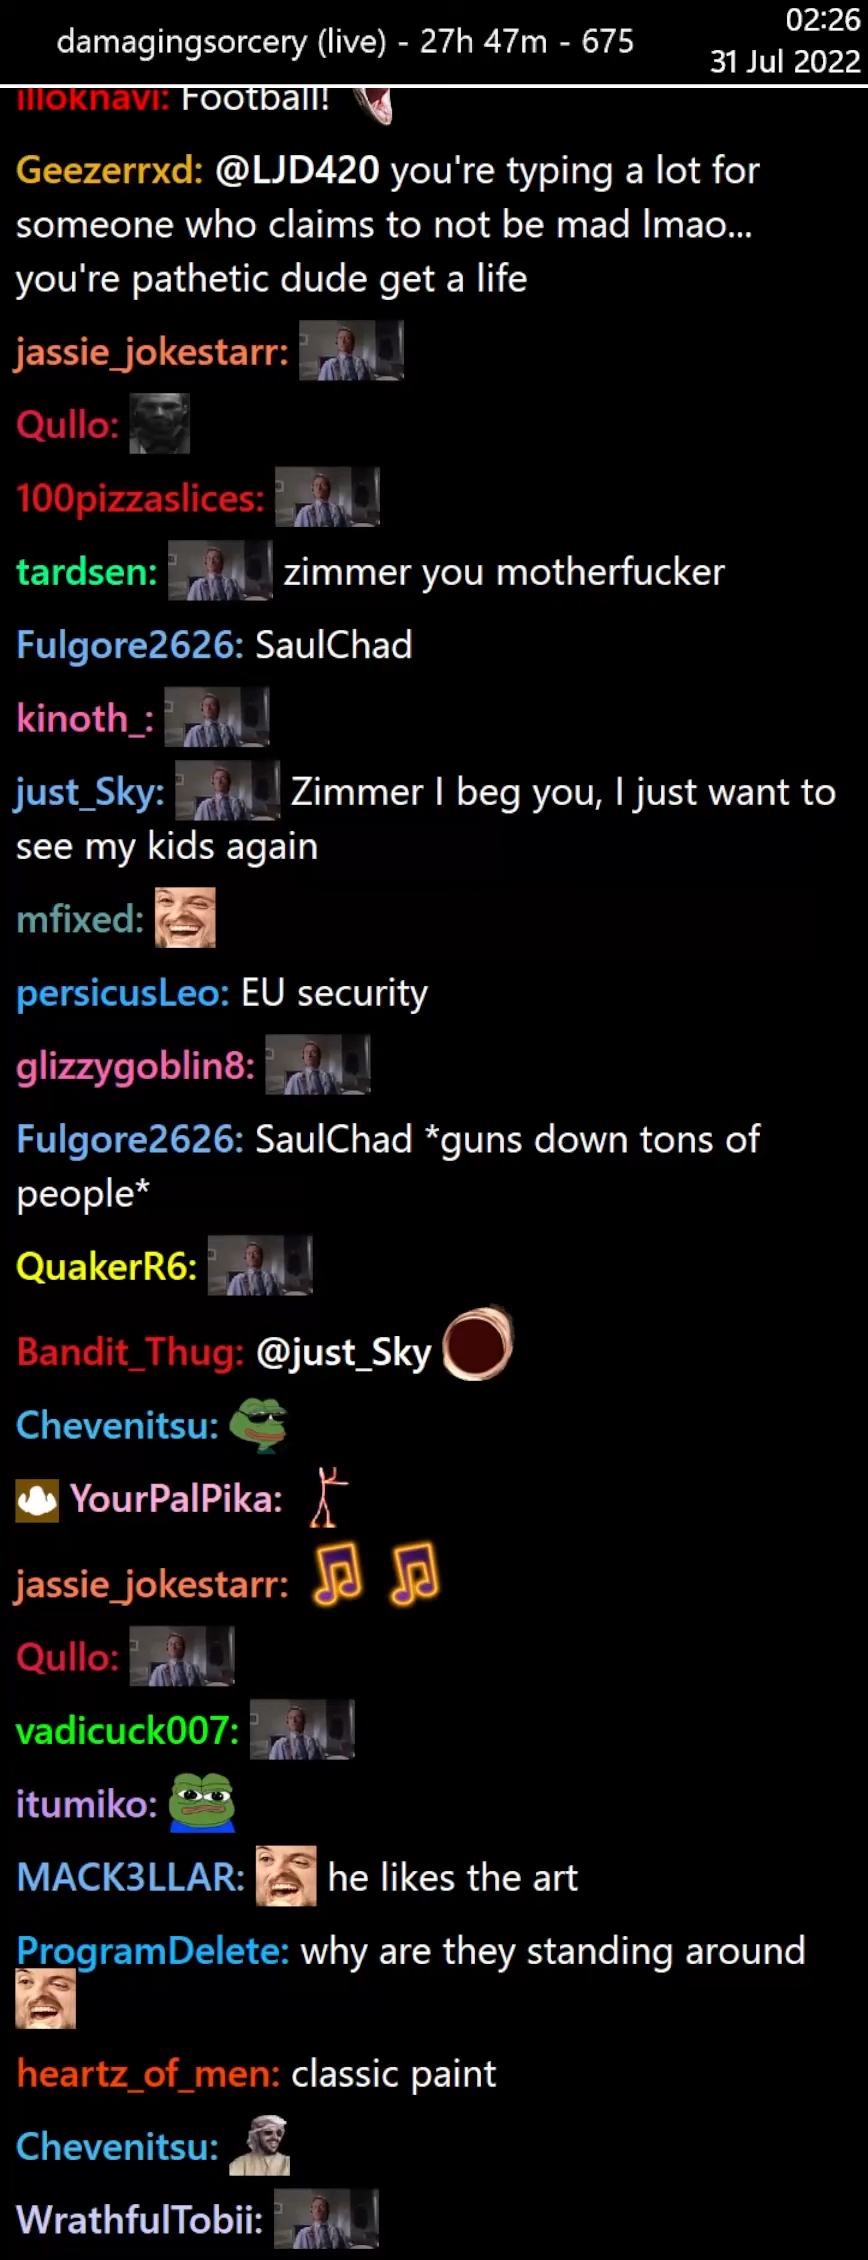 damagingsorcery (live) - 27h 47m - 675
02:26
31 Jul 2022
illoknavi: Football!
Geezerrxd: @LJD420 you're typing a lot for
someone who claims to not be mad lmao...
you're pathetic dude get a life
jassie_jokestarr:
Qullo:
100pizzaslices:
tardsen: zimmer you motherfucker
Fulgore2626: SaulChad
kinoth_:
just_Sky: Zimmer I beg you, I just want to
see my kids again
mfixed:
persicusLeo: EU security
glizzygoblin8:
Fulgore2626: SaulChad *guns down tons of
people*
QuakerR6:
Bandit_Thug: @just_Sky
Chevenitsu:
YourPalPika:
jassie_jokestarr:
Qullo:
vadicuck007:
itumiko:
MACK3LLAR: he likes the art
ProgramDelete: why are they standing around
heartz_of_men: classic paint
Chevenitsu:
WrathfulTobii: